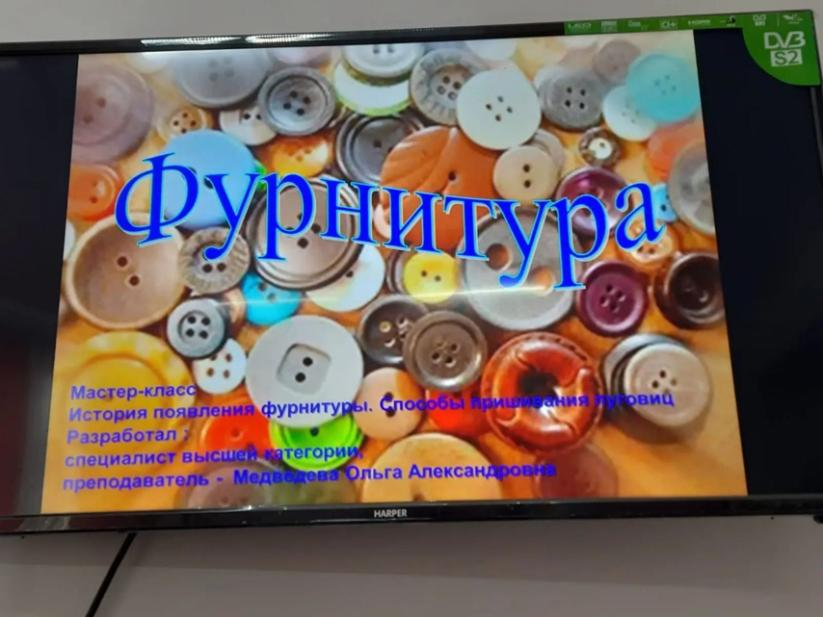 DVB
S2
Фурнитура
Мастер-класс
История появления фурнитуры. Способы пришивания пуговиц
Разработал :
специалист высшей категории,
преподаватель - Медведева Ольга Александровна
HARPER